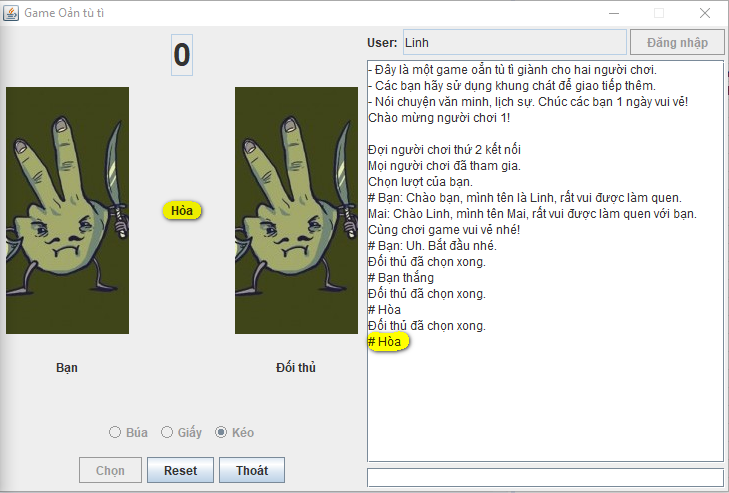 Game Oản tù tì
0
Hòa
Bạn
Đối thủ
Búa
Giấy
Kéo
Chọn
Reset
Thoát
User:
Linh
Đăng nhập
- Đây là một game oẳn tù tì giành cho hai người chơi.
- Các bạn hãy sử dụng khung chát để giao tiếp thêm.
- Nói chuyện văn minh, lịch sự. Chúc các bạn 1 ngày vui vẻ!
Chào mừng người chơi 1!
Đợi người chơi thứ 2 kết nối
Mọi người chơi đã tham gia.
Chọn lượt của bạn.
# Bạn: Chào bạn, mình tên là Linh, rất vui được làm quen.
Mai: Chào Linh, mình tên Mai, rất vui được làm quen với bạn.
Cùng chơi game vui vẻ nhé!
# Bạn: Uh. Bắt đầu nhé.
Đối thủ đã chọn xong.
# Bạn thắng
Đối thủ đã chọn xong.
# Hòa
Đối thủ đã chọn xong.
# Hòa